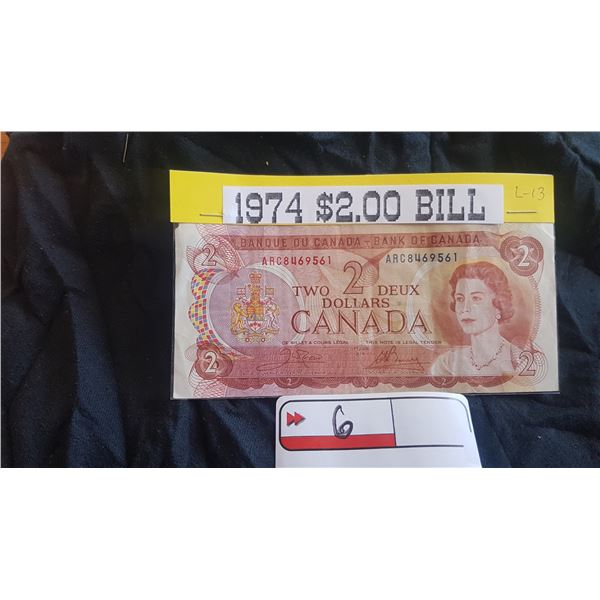 1974 $2.00 BILL
L-13
BANQUE DU CANADA - BANK OF CANADA
2 ARC8469561 ARC8469561 2
TWO 2 DEUX
DOLLARS
CANADA
CE BILLET A COURS LÉGAL THIS NOTE IS LEGAL TENDER
2 2
6